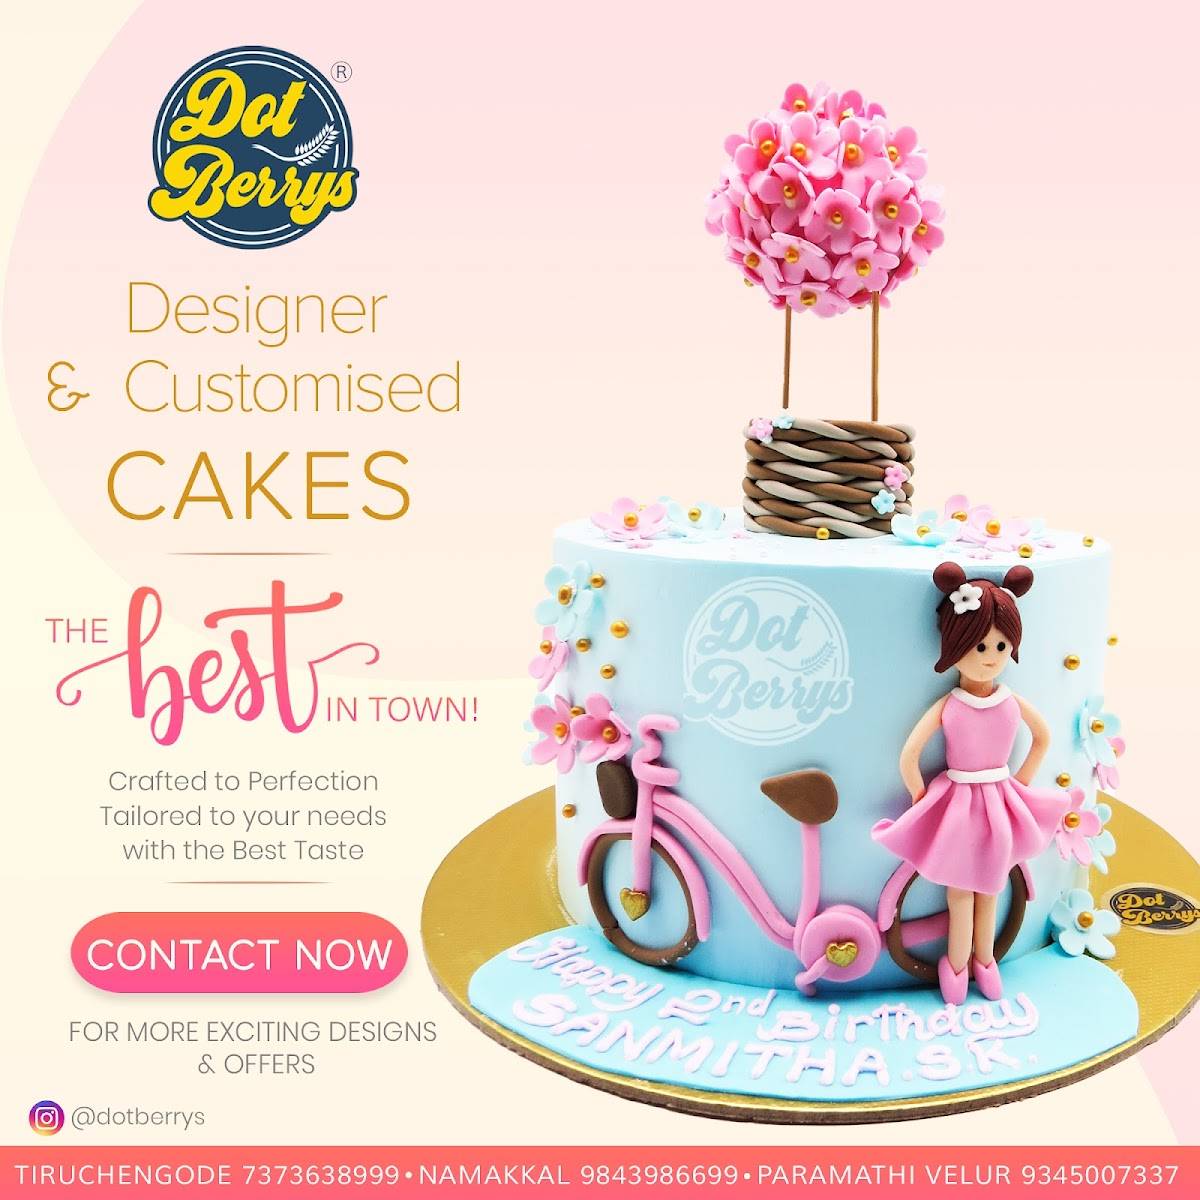 Dot
Berrys
®
Designer
& Customised
CAKES
THE best IN TOWN!
Crafted to Perfection
Tailored to your needs
with the Best Taste
CONTACT NOW
FOR MORE EXCITING DESIGNS
& OFFERS
@dotberrys
Dot
Berrys
Dot
Berrys
Happy 2nd Birthday
SANMITHA.S.K.
TIRUCHENGODE 7373638999•NAMAKKAL 9843986699•PARAMATHI VELUR 9345007337